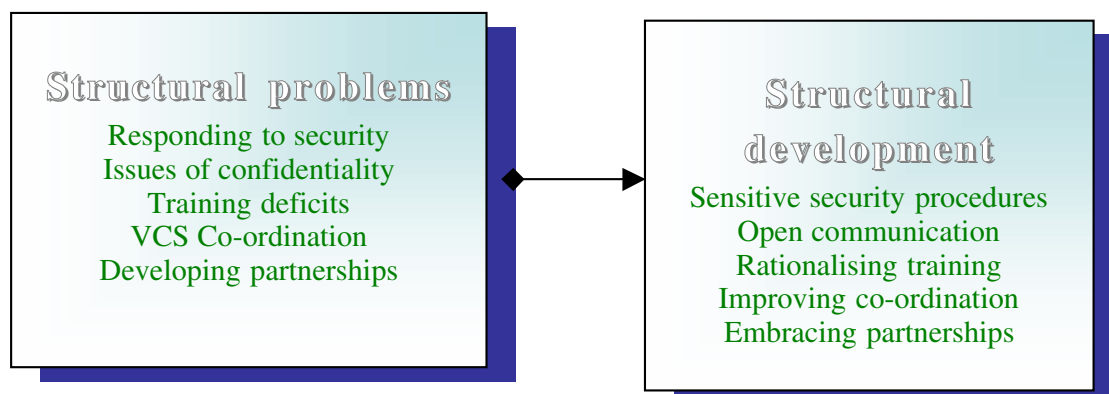 Structural problems
Responding to security
Issues of confidentiality
Training deficits
VCS Co-ordination
Developing partnerships
Structural
development
Sensitive security procedures
Open communication
Rationalising training
Improving co-ordination
Embracing partnerships